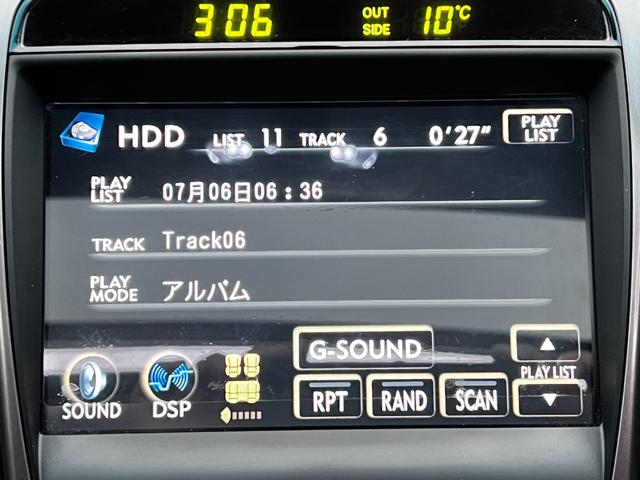 3:06 OUT SIDE 10℃
HDD LIST 11 TRACK 6 0'27" PLAY LIST
PLAY LIST 07月06日06:36
TRACK Track06
PLAY MODE アルバム
G-SOUND
SOUND DSP RPT RAND SCAN PLAY LIST